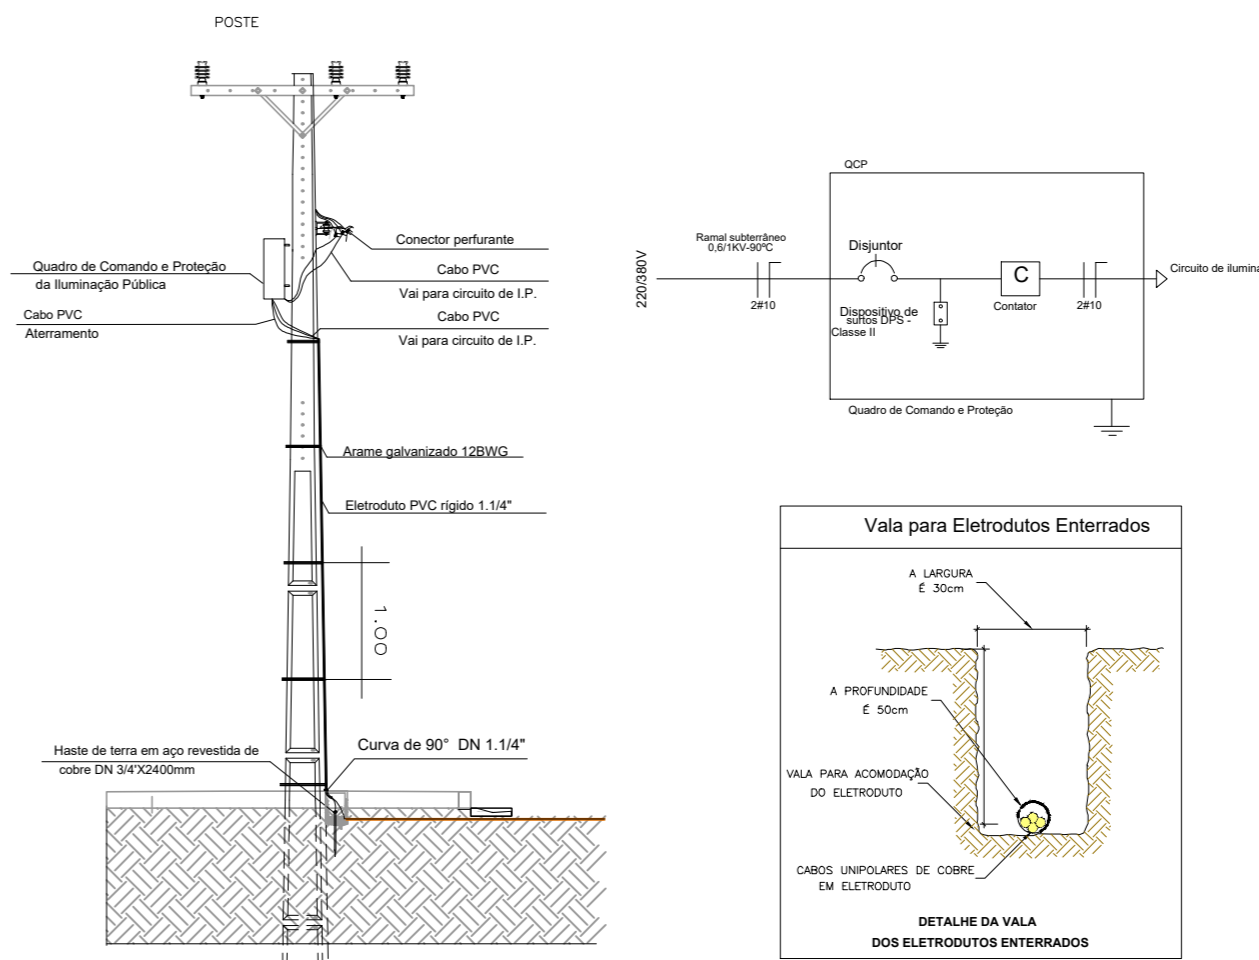 POSTE
Conector perfurante
Quadro de Comando e Proteção
da Iluminação Pública
Cabo PVC
Vai para circuito de I.P.
Cabo PVC
Aterramento
Cabo PVC
Vai para circuito de I.P.
Arame galvanizado 12BWG
Eletroduto PVC rígido 1.1/4"
1.00
Haste de terra em aço revestida de
cobre DN 3/4'X2400mm
Curva de 90° DN 1.1/4"
QCP
220/380V
Ramal subterrâneo
0,6/1KV-90ºC
2#10
Disjuntor
Dispositivo de
surtos DPS -
Classe II
C
Contator
2#10
Circuito de ilumina
Quadro de Comando e Proteção
Vala para Eletrodutos Enterrados
A LARGURA
É 30cm
A PROFUNDIDADE
É 50cm
VALA PARA ACOMODAÇÃO
DO ELETRODUTO
CABOS UNIPOLARES DE COBRE
EM ELETRODUTO
DETALHE DA VALA
DOS ELETRODUTOS ENTERRADOS